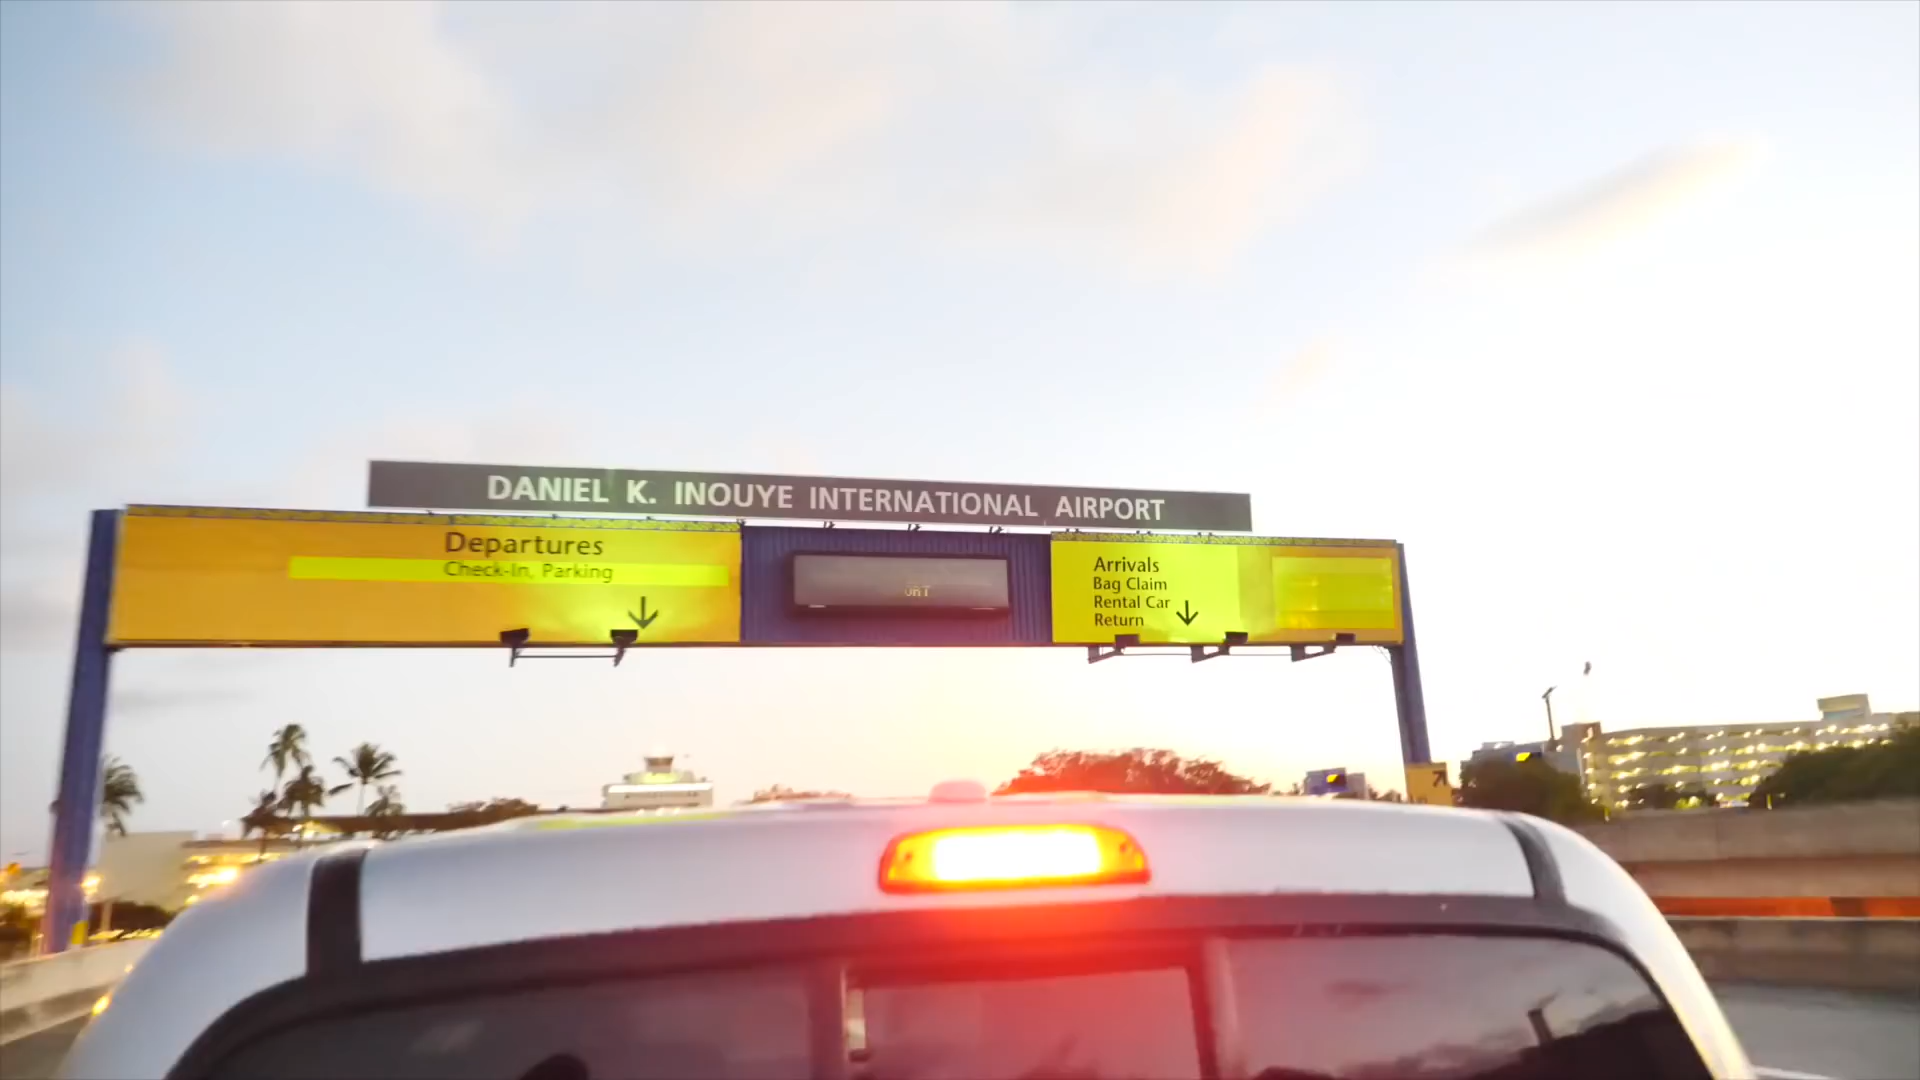 DANIEL K. INOUYE INTERNATIONAL AIRPORT
Departures
Check-In, Parking
Arrivals
Bag Claim
Rental Car
Return